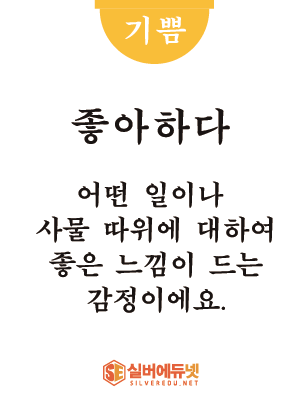 기쁨
좋아하다
어떤 일이나
사물 따위에 대하여
좋은 느낌이 드는
감정이에요.
SE 실버에듀넷
SILVEREDU.NET